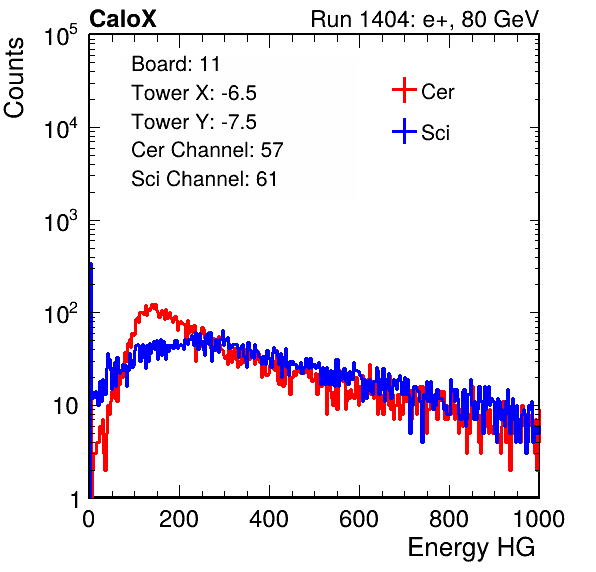 CaloX
Run 1404: e+, 80 GeV
Counts
Board: 11
Tower X: -6.5
Tower Y: -7.5
Cer Channel: 57
Sci Channel: 61
Cer
Sci
10^5
10^4
10^3
10^2
10
1
0 200 400 600 800 1000
Energy HG